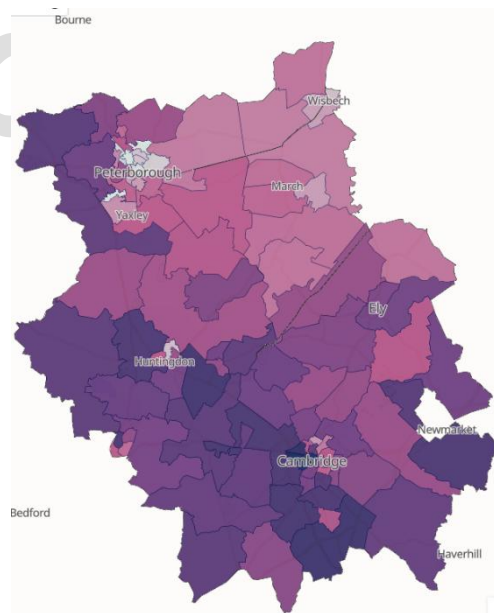 Bourne
Wisbech
Peterborough
March
Yaxley
Ely
Huntingdon
Newmarket
Cambridge
Bedford
Haverhill